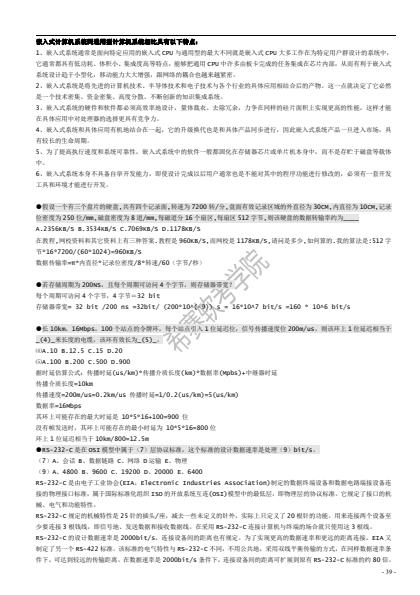 嵌入式计算机系统同通用型计算机系统相比具有以下特点：
1．嵌入式系统通常是面向特定应用的嵌入式 CPU 与通用型的最大不同就是嵌入式 CPU 大多工作在为特定用户群设计的系统中，
它通常都具有低功耗、体积小、集成度高等特点，能够把通用 CPU 中许多由板卡完成的任务集成在芯片内部，从而有利于嵌入式
系统设计趋于小型化，移动能力大大增强，跟网络的耦合也越来越紧密。
2．嵌入式系统是将先进的计算机技术、半导体技术和电子技术与各个行业的具体应用相结合后的产物。这一点就决定了它必然
是一个技术密集、资金密集、高度分散、不断创新的知识集成系统。
3．嵌入式系统的硬件和软件都必须高效率地设计，量体裁衣、去除冗余，力争在同样的硅片面积上实现更高的性能，这样才能
在具体应用中对处理器的选择更具有竞争力。
4．嵌入式系统和具体应用有机地结合在一起，它的升级换代也是和具体产品同步进行，因此嵌入式系统产品一旦进入市场，具
有较长的生命周期。
5．为了提高执行速度和系统可靠性，嵌入式系统中的软件一般都固化在存储器芯片或单片机本身中，而不是存贮于磁盘等载体
中。
6．嵌入式系统本身不具备自举开发能力，即使设计完成以后用户通常也是不能对其中的程序功能进行修改的，必须有一套开发
工具和环境才能进行开发。
●假设一个有三个盘片的硬盘,共有四个记录面,转速为 7200 转/分,盘面有效记录区域的外直径为 30CM,内直径为 10CM,记录
位密度为 250 位/mm,磁盘密度为 8 道/mm,每磁道分 16 个扇区,每扇区 512 字节,则该硬盘的数据传输率约为____
A.2356KB/S B.3534KB/S C.7069KB/S D.1178KB/S
在教程,网校资料和其它资料上有三种答案.教程是 960KB/S,而网校是 1178KB/S,请问是多少,如何算的.我的算法是:512 字
节*16*7200/(60*1024)=960KB/S
数据传输率=π*内直径*记录位密度/8*转速/60（字节/秒）
●若存储周期为 200NS，且每个周期可访问 4 个字节，则存储器带宽？
每个周期可访问 4 个字节，4 字节＝32 bit
存储器带宽= 32 bit /200 ns =32bit/ (200*10^(-9)) s = 16*10^7 bit/s =160 * 10^6 bit/s
希赛软考学院
●长 10km，16Mbps，100 个站点的令牌环，每个站点引入 1 位延迟位，信号传播速度位 200m/us，则该环上 1 位延迟相当于
_(4)_米长度的电缆，该环有效长为_(5)_。
⑷A.10 B.12.5 C.15 D.20
⑸A.100 B.200 C.500 D.900
据时延估算公式：传播时延(us/km)*传播介质长度(km)*数据率(Mpbs)+中继器时延
传播介质长度=10km
传播速度=200m/us=0.2km/us 传播时延=1/0.2(us/km)=5(us/km)
数据率=16Mbps
其环上可能存在的最大时延是 10*5*16+100=900 位
没有帧发送时，其环上可能存在的最小时延为 10*5*16=800位
环上 1 位延迟相当于 10km/800=12.5m
●RS-232-C 是在 OSI 模型中属于（7）层协议标准，这个标准的设计数据速率是处理（9）bit/s。
（7）A．会话 B．数据链路 C．网络 D运输 E．物理
（9）A．4800 B．9600 C．19200 D．20000 E．6400
RS-232-C 是由电子工业协会(EIA，Electronic Industries Association)制定的数据终端设备和数据电路端接设备连
接的物理接口标准，属于国际标准化组织 ISO 的开放系统互连(OSI)模型中的最低层，即物理层的协议标准。它规定了接口的机
械、电气和功能特性。
RS-232-C 规定的机械特性是 25 针的插头/座，减去一些未定义的针外，实际上只定义了 20 根针的功能，用来连接两个设备至
少要连接 3 根线线，即信号地、发送数据和接收数据线。在采用 RS-232-C 连接计算机与终端的场合就只使用这 3 根线。
RS-232-C 的设计数据速率是 2000bit/s。连接设备间的距离也有规定。为了实现更高的数据速率和更远的连接距离，EIA 又
制定了另一个 RS-422 标准。该标准的电气特性与 RS-232-C 不同，不用公共地，采用双线平衡传输的方式，在同样数据速率条
件下，可达到较远的传输距离。在数据速率是 2000bit/s 条件下，连接设备间的距离可扩展到原有 RS-232-C 标准的约 80 倍。
- 39 -